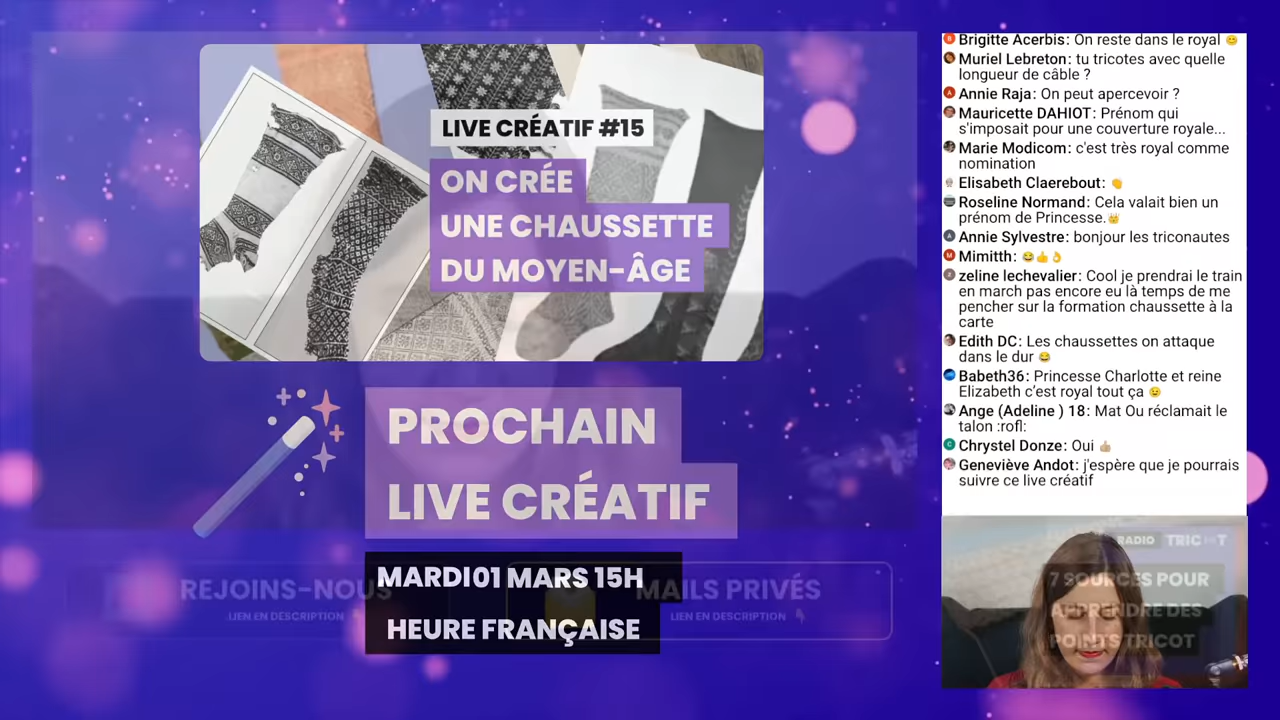 LIVE CRÉATIF #15
ON CRÉE
UNE CHAUSSETTE
DU MOYEN-ÂGE
PROCHAIN
LIVE CRÉATIF
MARDI 01 MARS 15H
HEURE FRANÇAISE
REJOINS-NOUS
LIEN EN DESCRIPTION
MAILS PRIVÉS
LIEN EN DESCRIPTION
Brigitte Acerbis: On reste dans le royal 😊
Muriel Lebreton: tu tricotes avec quelle
longueur de câble ?
Annie Raja: On peut apercevoir ?
Mauricette DAHIOT: Prénom qui
s'imposait pour une couverture royale...
Marie Modicom: c'est très royal comme
nomination
Elisabeth Claerebout: 👏
Roseline Normand: Cela valait bien un
prénom de Princesse.👑
Annie Sylvestre: bonjour les triconautes
Mimitth: 😂👍👌
zeline lechevalier: Cool je prendrai le train
en march pas encore eu là temps de me
pencher sur la formation chaussette à la
carte
Edith DC: Les chaussettes on attaque
dans le dur 😂
Babeth36: Princesse Charlotte et reine
Elizabeth c'est royal tout ça 😉
Ange (Adeline ) 18: Mat Ou réclamait le
talon :rofl:
Chrystel Donze: Oui 👍🏼
Geneviève Andot: j'espère que je pourrais
suivre ce live créatif
RADIO
7 SOURCES POUR
APPRENDRE DES
POINTS TRICOT